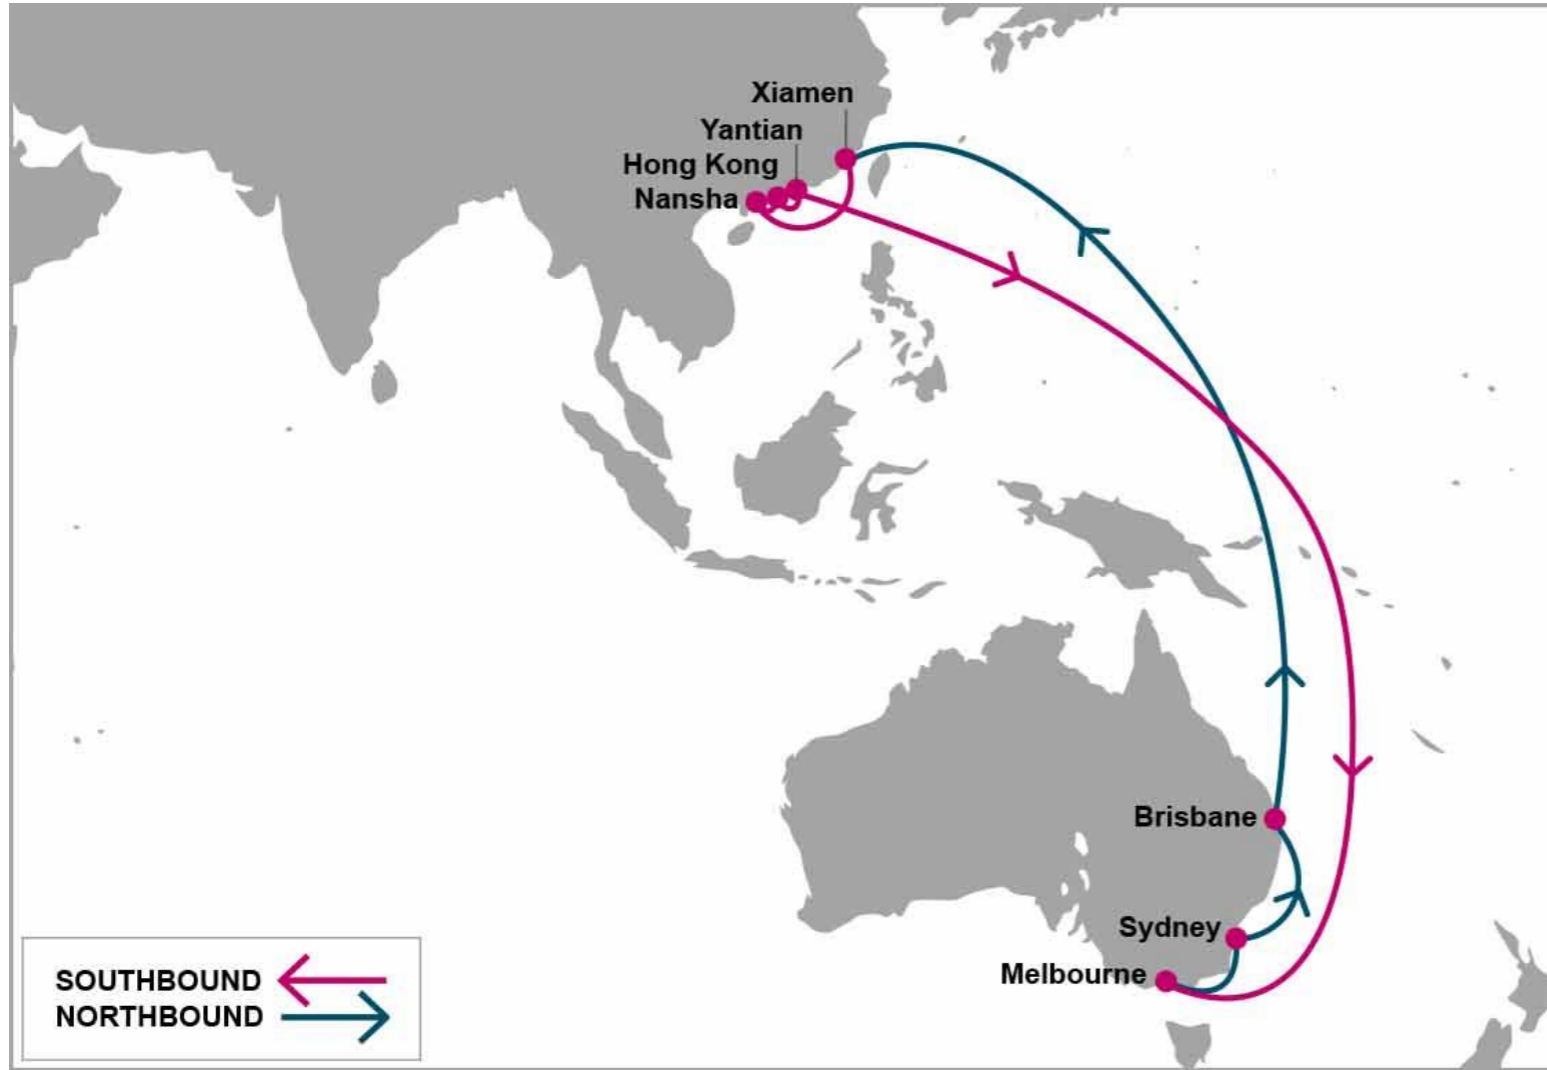 Xiamen
Yantian
Hong Kong
Nansha
Brisbane
Sydney
Melbourne
SOUTHBOUND
NORTHBOUND